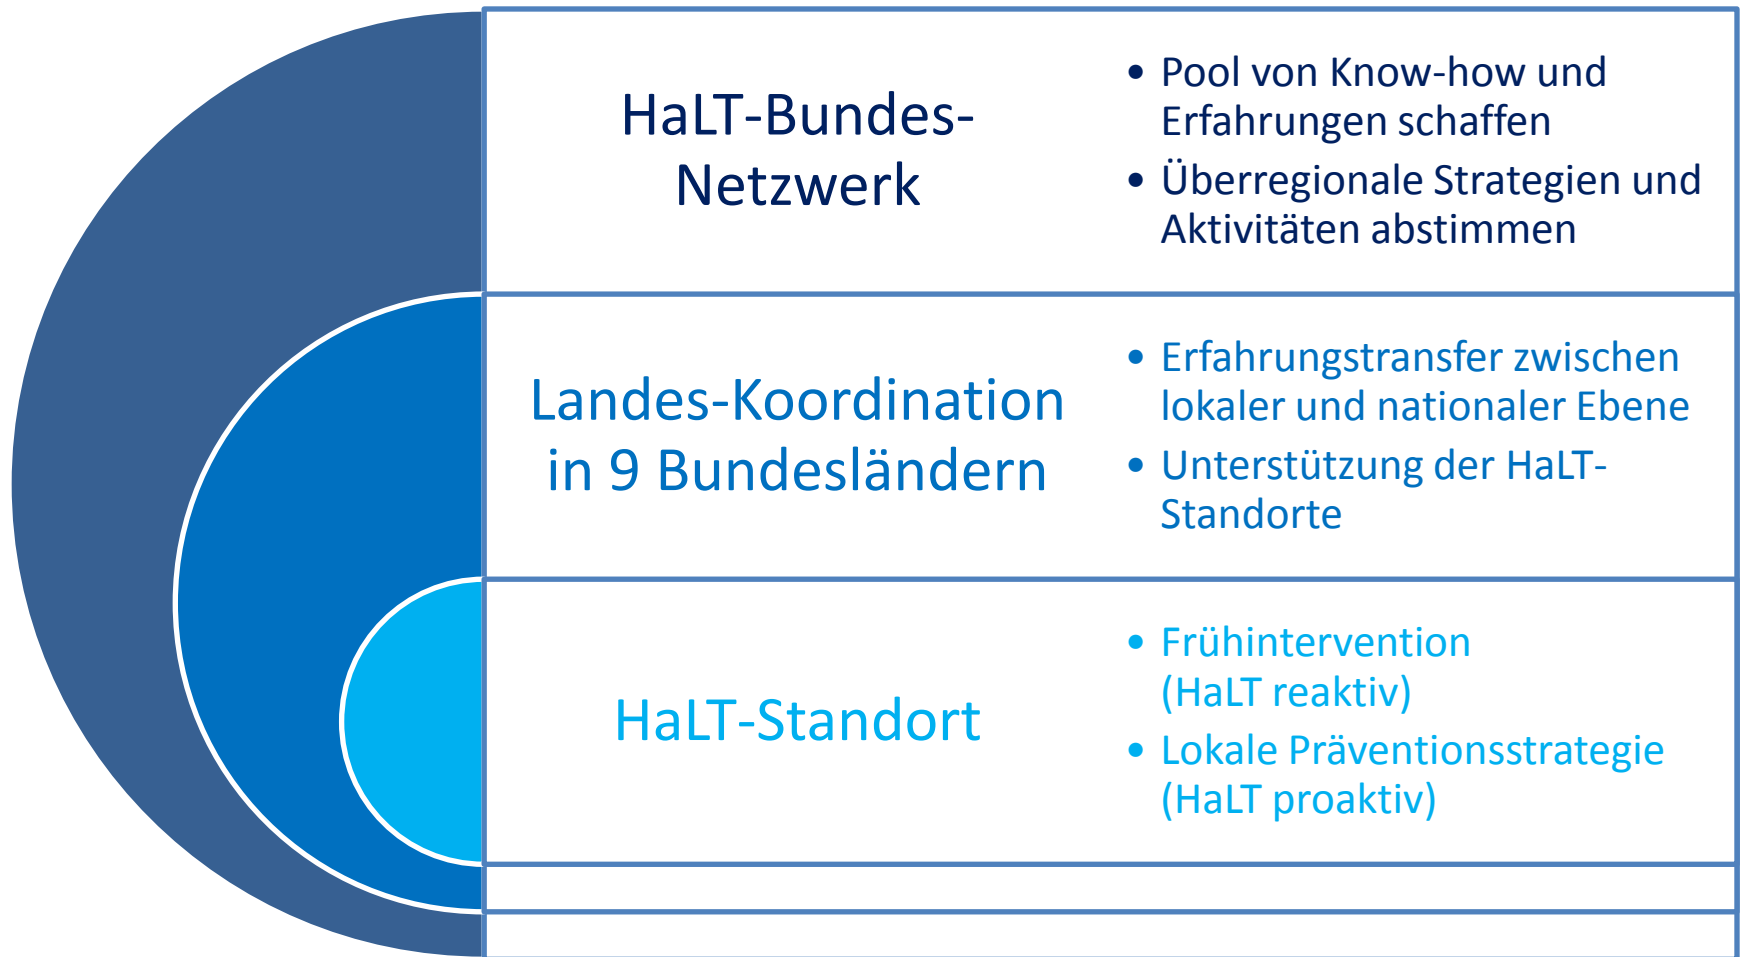 HaLT-Bundes-
Netzwerk
• Pool von Know-how und
Erfahrungen schaffen
• Überregionale Strategien und
Aktivitäten abstimmen
Landes-Koordination
in 9 Bundesländern
• Erfahrungstransfer zwischen
lokaler und nationaler Ebene
• Unterstützung der HaLT-
Standorte
HaLT-Standort
• Frühintervention
(HaLT reaktiv)
• Lokale Präventionsstrategie
(HaLT proaktiv)